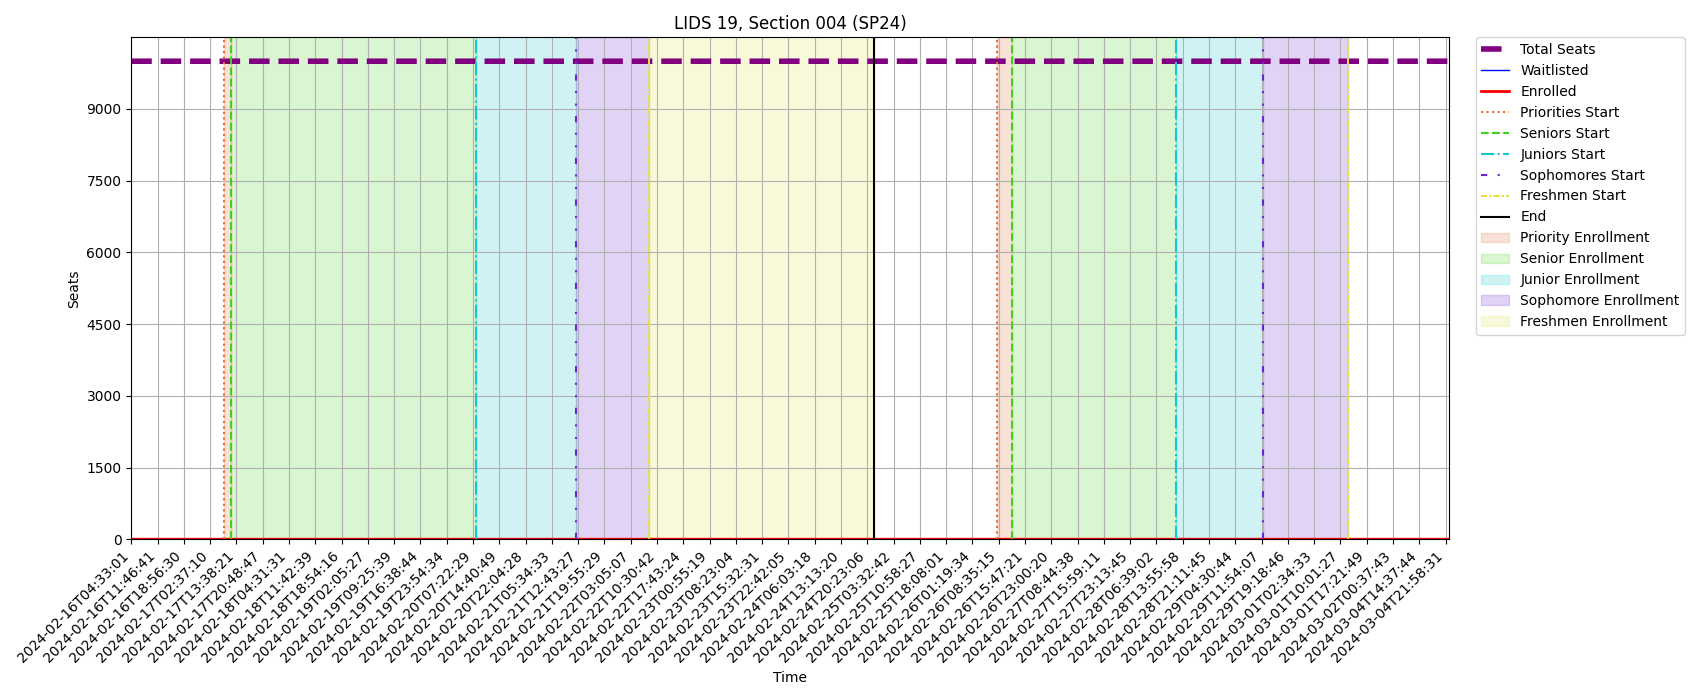 LIDS 19, Section 004 (SP24)
Seats
9000
7500
6000
4500
3000
1500
0
2024-02-16T04:33:01
2024-02-16T11:46:41
2024-02-16T18:56:30
2024-02-17T02:37:10
2024-02-17T13:38:21
2024-02-17T20:48:47
2024-02-18T04:31:31
2024-02-18T11:42:39
2024-02-18T18:54:16
2024-02-19T02:05:27
2024-02-19T09:25:39
2024-02-19T16:38:44
2024-02-19T23:54:34
2024-02-20T07:22:29
2024-02-20T14:40:49
2024-02-20T22:04:28
2024-02-21T05:34:33
2024-02-21T12:43:27
2024-02-21T19:55:29
2024-02-22T03:05:07
2024-02-22T10:30:42
2024-02-22T17:43:24
2024-02-23T00:55:19
2024-02-23T08:23:04
2024-02-23T15:32:31
2024-02-23T22:42:05
2024-02-24T06:03:18
2024-02-24T13:13:20
2024-02-24T20:23:06
2024-02-25T03:32:42
2024-02-25T10:58:27
2024-02-25T18:08:01
2024-02-26T01:19:34
2024-02-26T08:35:15
2024-02-26T15:47:21
2024-02-26T23:00:20
2024-02-27T08:44:38
2024-02-27T15:59:11
2024-02-27T23:13:45
2024-02-28T06:39:02
2024-02-28T13:55:58
2024-02-28T21:11:45
2024-02-29T04:30:44
2024-02-29T11:54:07
2024-02-29T19:18:46
2024-03-01T02:34:33
2024-03-01T10:01:27
2024-03-01T17:21:49
2024-03-02T00:37:43
2024-03-04T14:37:44
2024-03-04T21:58:31
Time
Total Seats
Waitlisted
Enrolled
Priorities Start
Seniors Start
Juniors Start
Sophomores Start
Freshmen Start
End
Priority Enrollment
Senior Enrollment
Junior Enrollment
Sophomore Enrollment
Freshmen Enrollment